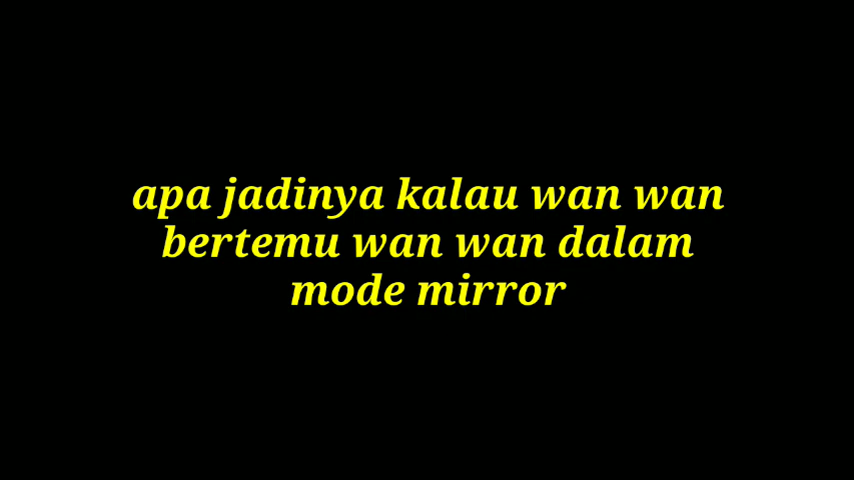 apa jadinya kalau wan wan
bertemu wan wan dalam
mode mirror